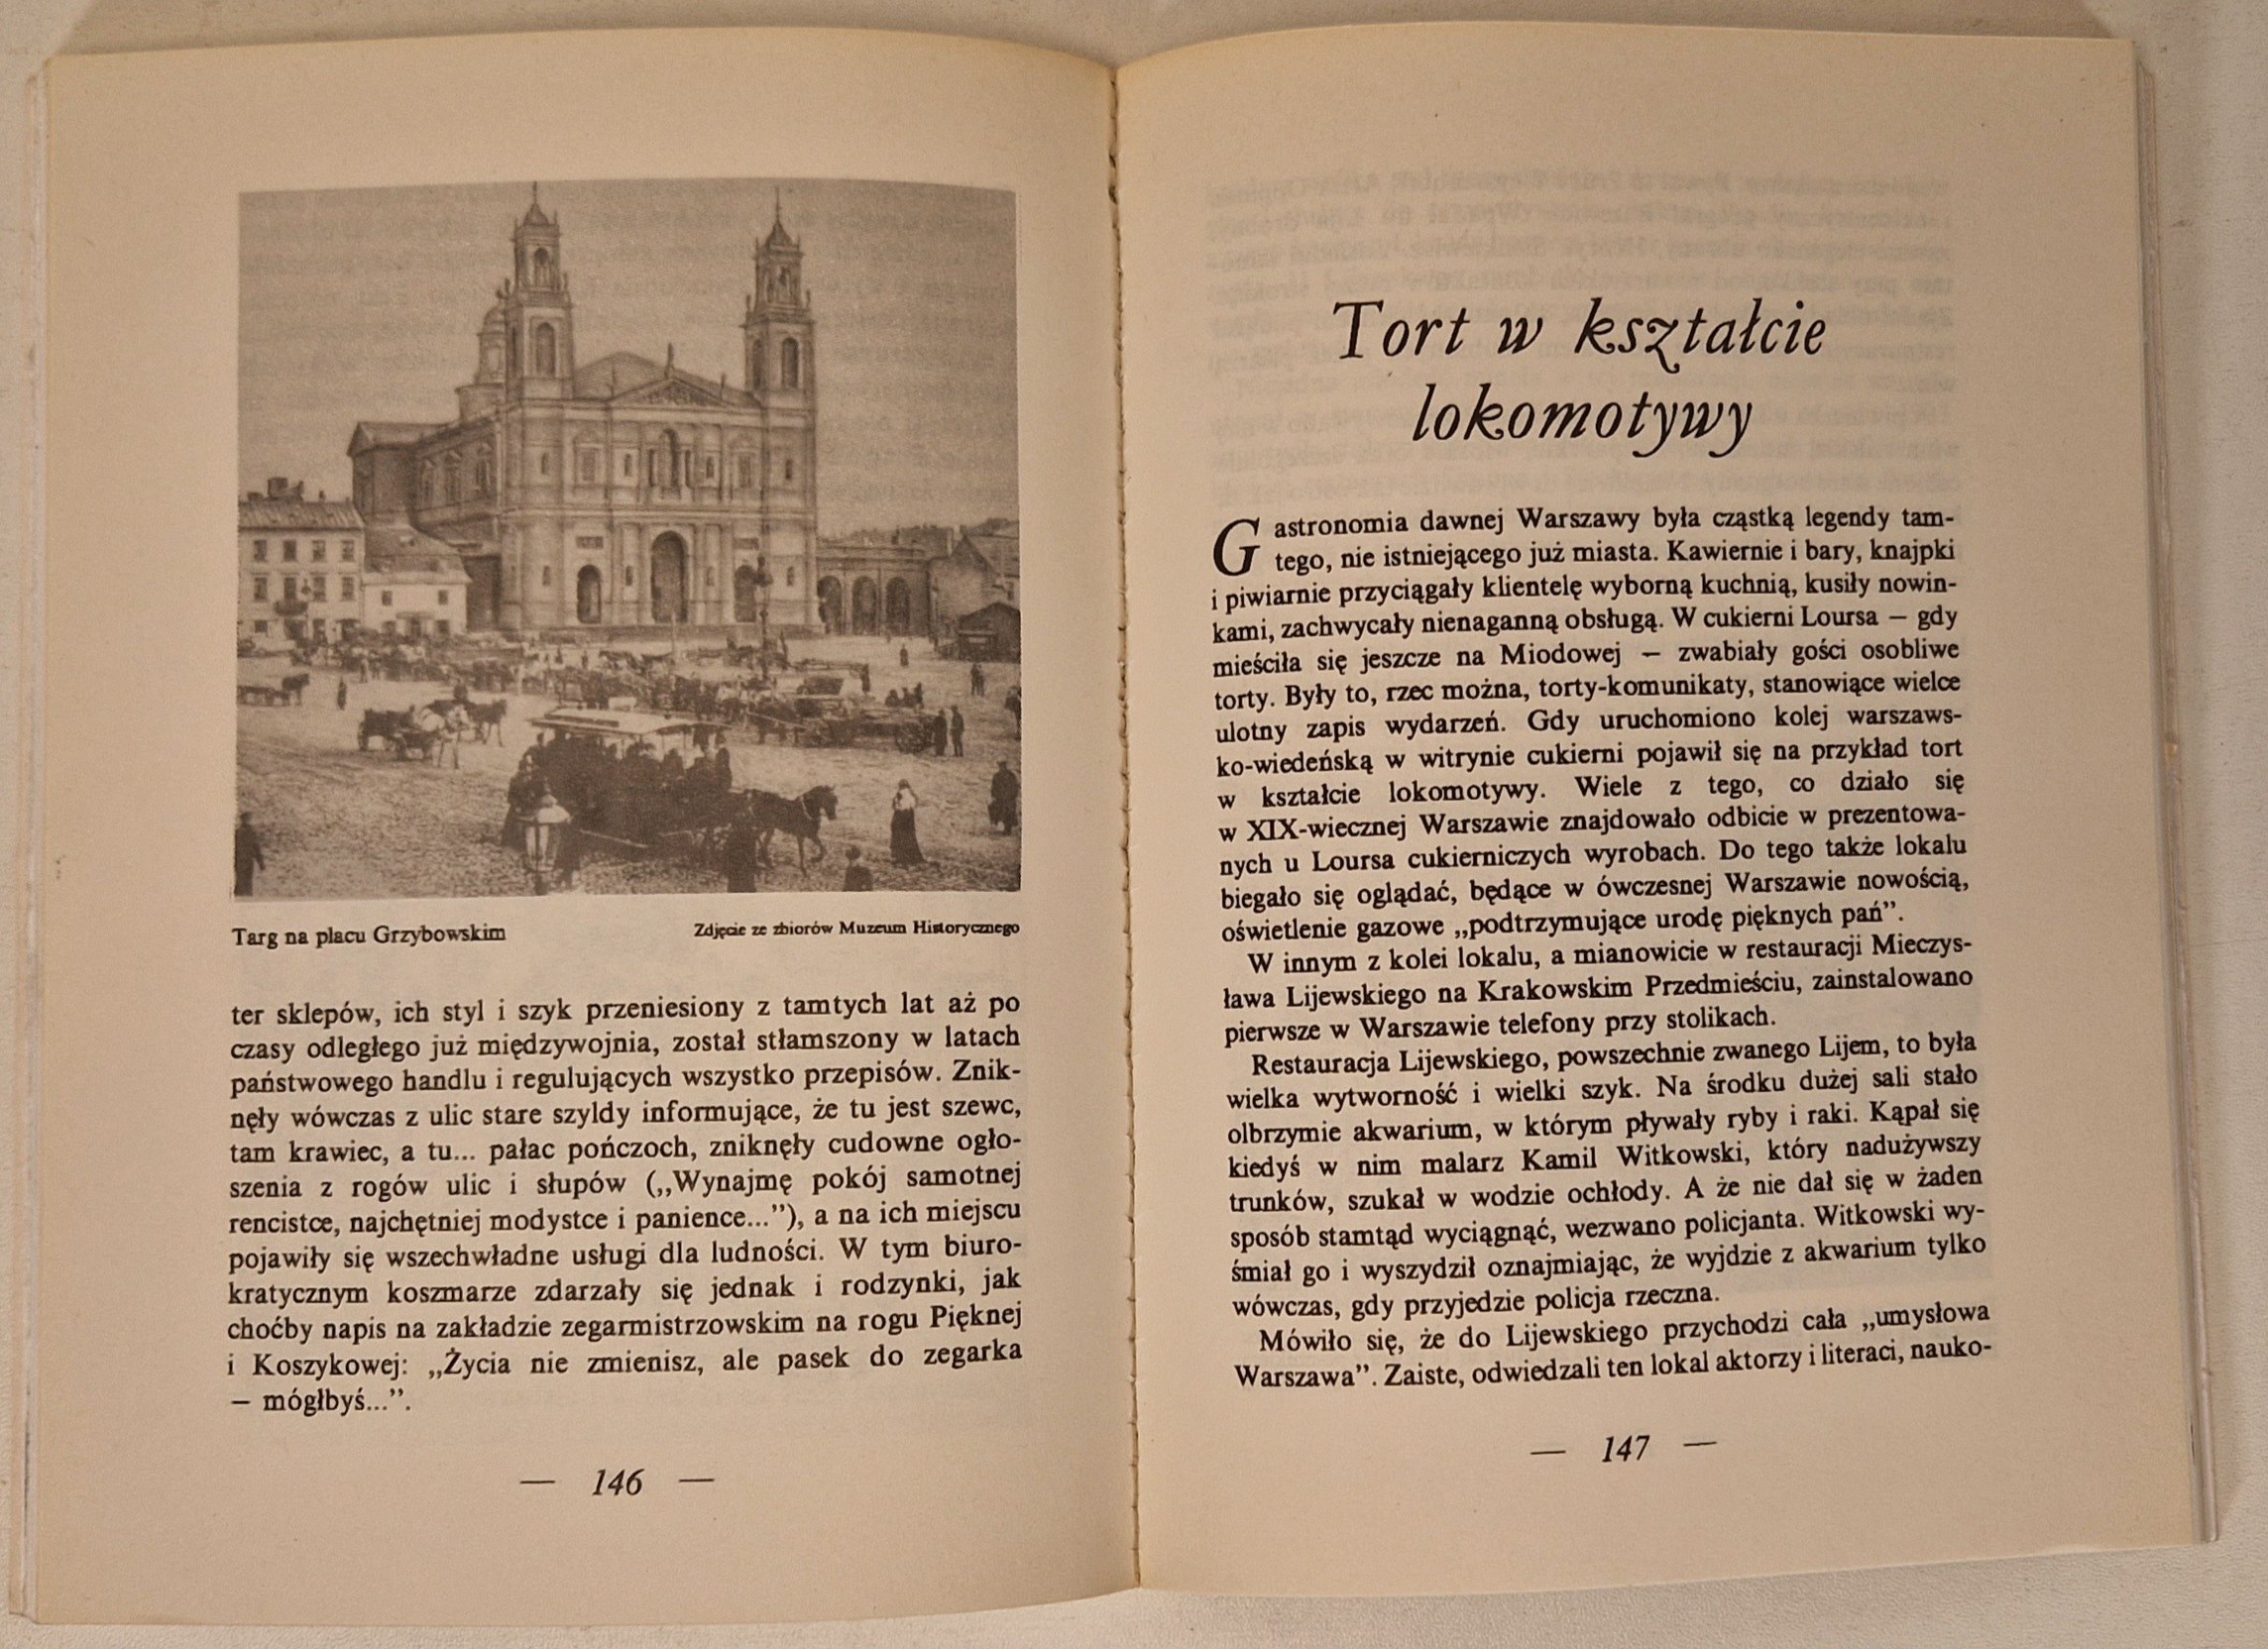 Targ na placu Grzybowskim
Zdjęcie ze zbiorów Muzeum Historycznego
ter sklepów, ich styl i szyk przeniesiony z tamtych lat aż po
czasy odległego już międzywojnia, został stłamszony w latach
państwowego handlu i regulujących wszystko przepisów. Znik-
nęły wówczas z ulic stare szyldy informujące, że tu jest szewc,
tam krawiec, a tu... pałac pończoch, zniknęły cudowne ogło-
szenia z rogów ulic i słupów („Wynajmę pokój samotnej
rencistce, najchętniej modystce i panience...”), a na ich miejscu
pojawiły się wszechwładne usługi dla ludności. W tym biuro-
kratycznym koszmarze zdarzały się jednak i rodzynki, jak
choćby napis na zakładzie zegarmistrzowskim na rogu Pięknej
i Koszykowej: „Życia nie zmienisz, ale pasek do zegarka
— mógłbyś...”.
— 146 —
Tort w kształcie
lokomotywy
Gastronomia dawnej Warszawy była cząstką legendy tam-
tego, nie istniejącego już miasta. Kawiernie i bary, knajpki
i piwiarnie przyciągały klientelę wyborną kuchnią, kusiły nowin-
kami, zachwycały nienaganną obsługą. W cukierni Loursa — gdy
mieściła się jeszcze na Miodowej — zwabiały gości osobliwe
torty. Były to, rzec można, torty-komunikaty, stanowiące wielce
ulotny zapis wydarzeń. Gdy uruchomiono kolej warszaws-
ko-wiedeńską w witrynie cukierni pojawił się na przykład tort
w kształcie lokomotywy. Wiele z tego, co działo się
w XIX-wiecznej Warszawie znajdowało odbicie w prezentowa-
nych u Loursa cukierniczych wyrobach. Do tego także lokalu
biegało się oglądać, będące w ówczesnej Warszawie nowością,
oświetlenie gazowe „podtrzymujące urodę pięknych pań”.
W innym z kolei lokalu, a mianowicie w restauracji Mieczys-
ława Lijewskiego na Krakowskim Przedmieściu, zainstalowano
pierwsze w Warszawie telefony przy stolikach.
Restauracja Lijewskiego, powszechnie zwanego Lijem, to była
wielka wytworność i wielki szyk. Na środku dużej sali stało
olbrzymie akwarium, w którym pływały ryby i raki. Kąpał się
kiedyś w nim malarz Kamil Witkowski, który nadużywszy
trunków, szukał w wodzie ochłody. A że nie dał się w żaden
sposób stamtąd wyciągnąć, wezwano policjanta. Witkowski wy-
śmiał go i wyszydził oznajmiając, że wyjdzie z akwarium tylko
wówczas, gdy przyjedzie policja rzeczna.
Mówiło się, że do Lijewskiego przychodzi cała „umysłowa
Warszawa”. Zaiste, odwiedzali ten lokal aktorzy i literaci, nauko-
— 147 —